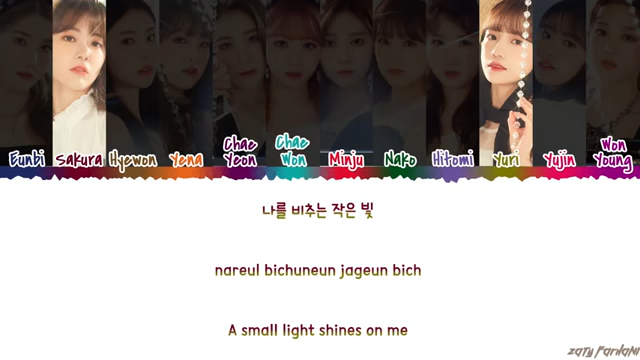 Eunbi Sakura Hyewon Yena Chae Yeon Chae Won Minju Nako Hitomi Yuri Yujin Won Young
나를 비추는 작은 빛
nareul bichuneun jageun bich
A small light shines on me
zaty farhani